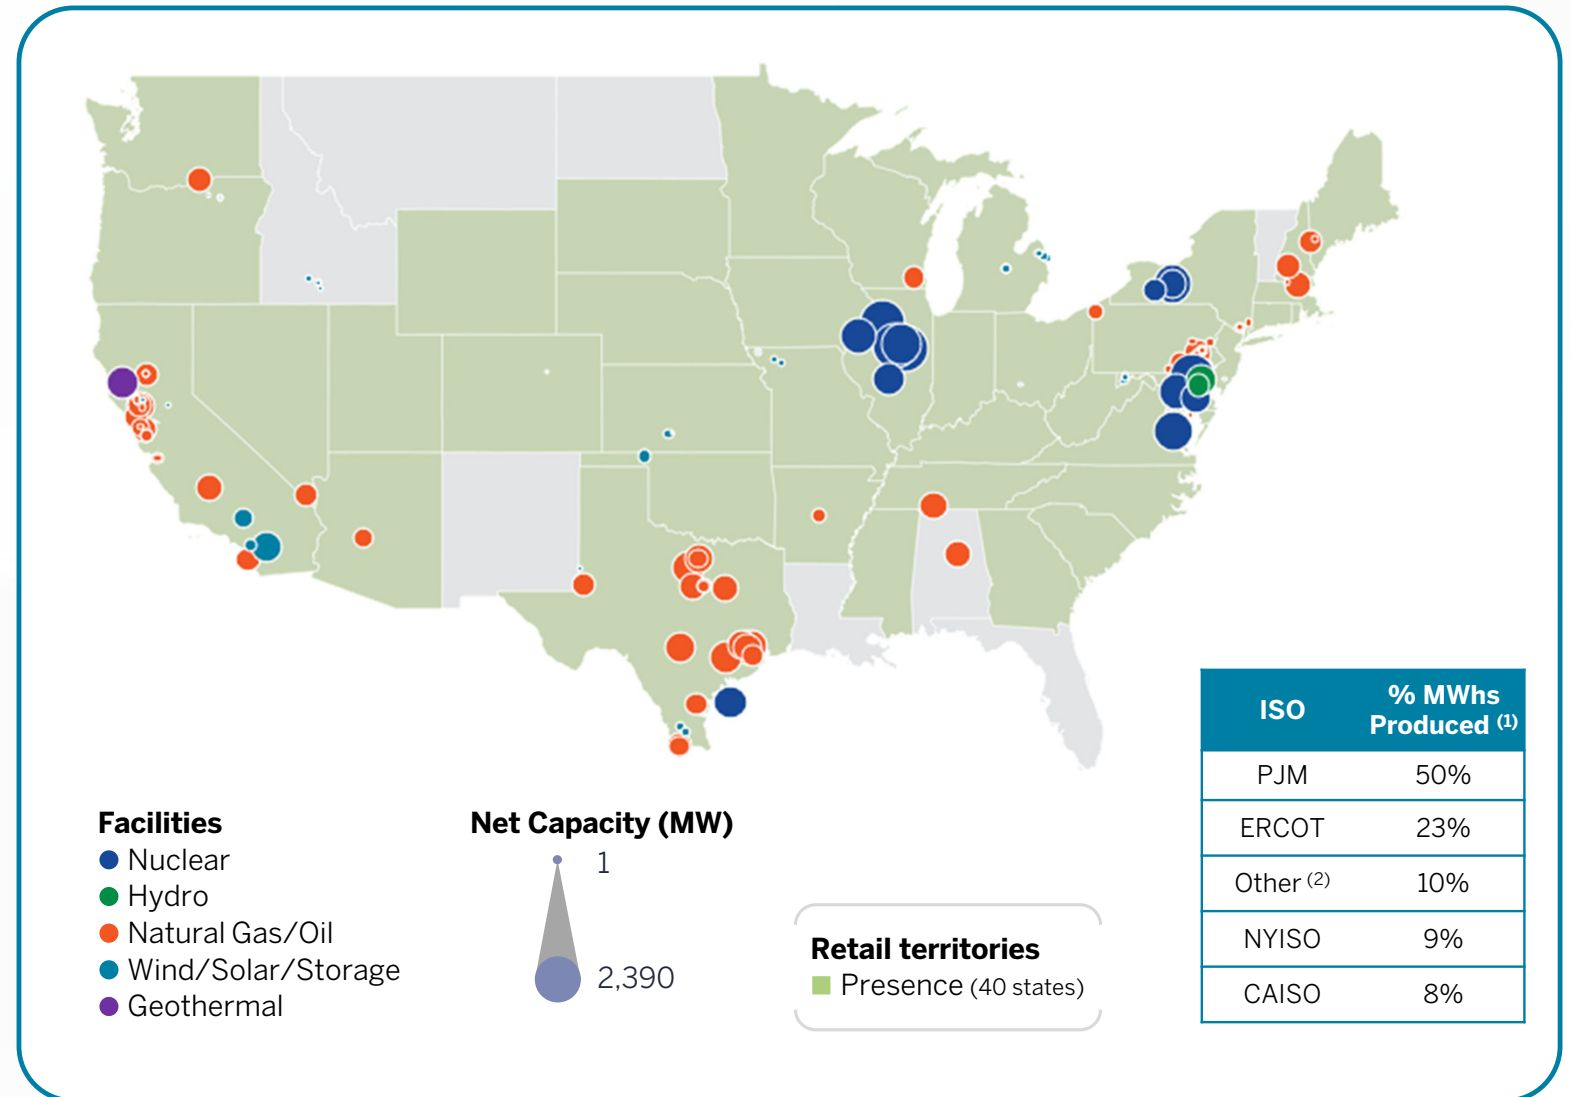 Facilities
Nuclear
Hydro
Natural Gas/Oil
Wind/Solar/Storage
Geothermal
Net Capacity (MW)
1
2,390
Retail territories
Presence (40 states)
ISO % MWhs
Produced (1)
PJM 50%
ERCOT 23%
Other (2) 10%
NYISO 9%
CAISO 8%